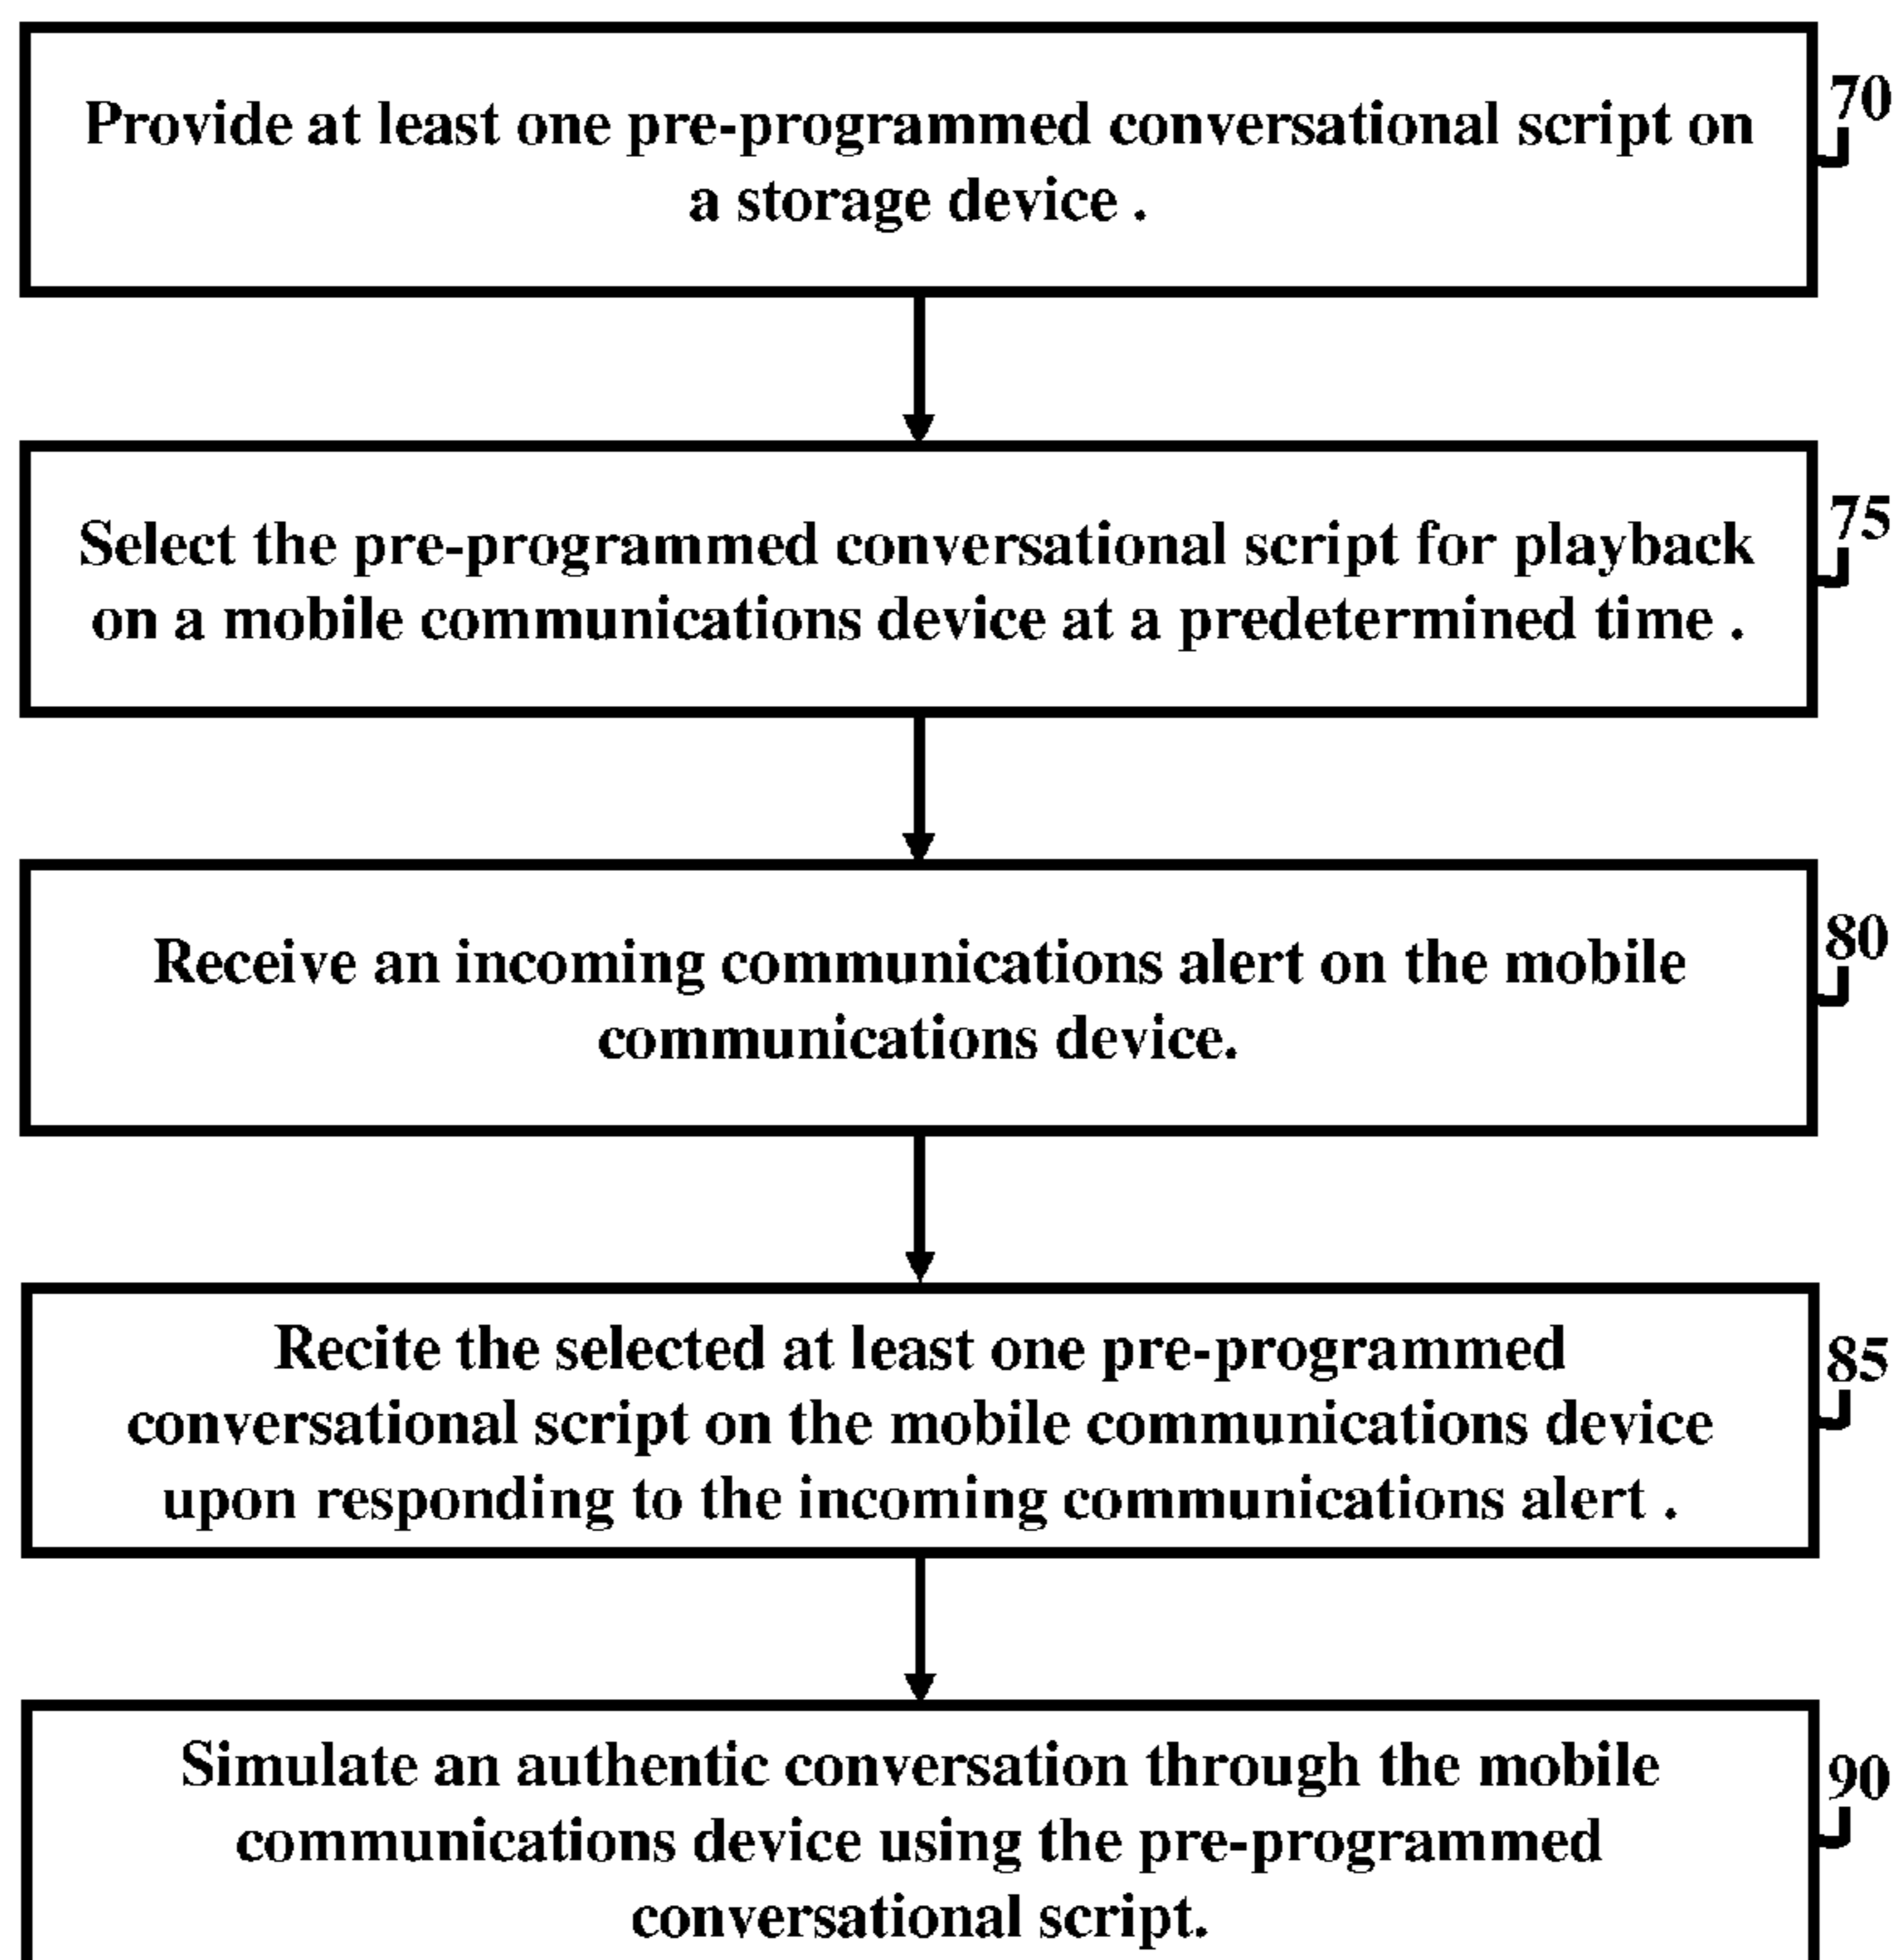 Provide at least one pre-programmed conversational script on
a storage device .
70
Select the pre-programmed conversational script for playback
on a mobile communications device at a predetermined time .
75
Receive an incoming communications alert on the mobile
communications device.
80
Recite the selected at least one pre-programmed
conversational script on the mobile communications device
upon responding to the incoming communications alert .
85
Simulate an authentic conversation through the mobile
communications device using the pre-programmed
conversational script.
90